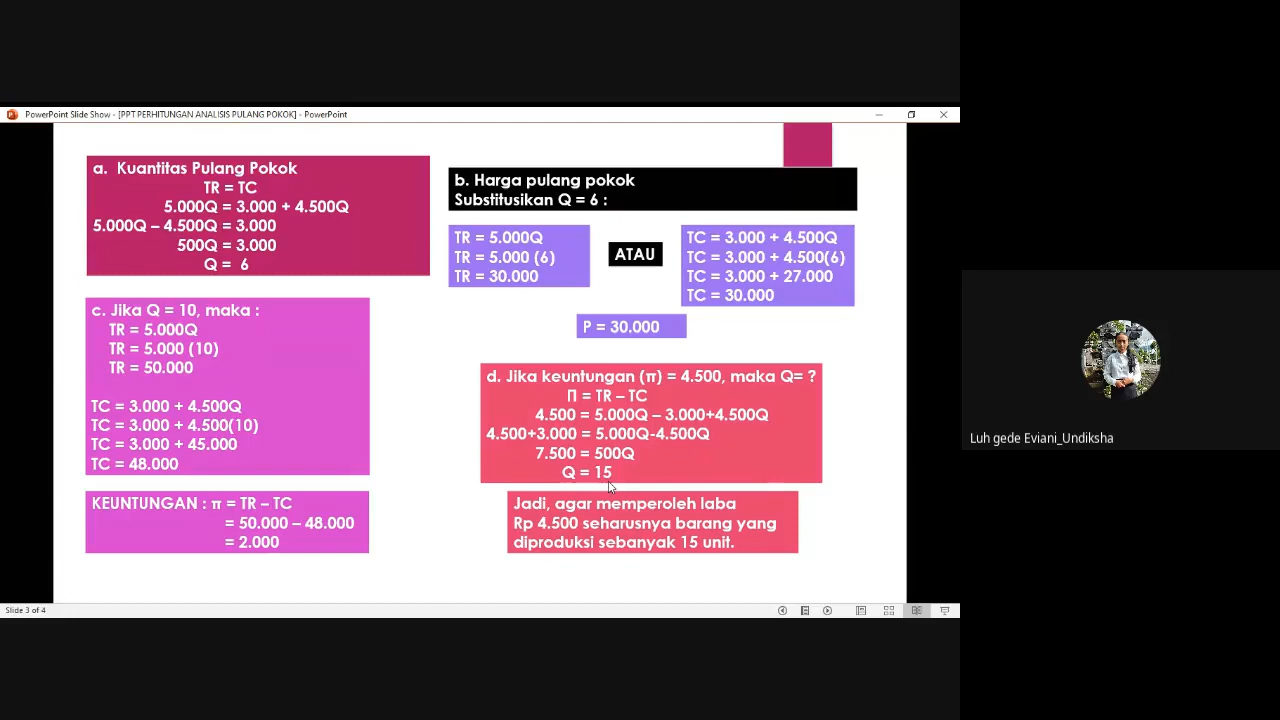 PowerPoint Slide Show - [PPT PERHITUNGAN ANALISIS PULANG POKOK] - PowerPoint
a. Kuantitas Pulang Pokok
TR = TC
5.000Q = 3.000 + 4.500Q
5.000Q – 4.500Q = 3.000
500Q = 3.000
Q = 6
b. Harga pulang pokok
Substitusikan Q = 6 :
TR = 5.000Q
TR = 5.000 (6)
TR = 30.000
ATAU
TC = 3.000 + 4.500Q
TC = 3.000 + 4.500(6)
TC = 3.000 + 27.000
TC = 30.000
P = 30.000
c. Jika Q = 10, maka :
TR = 5.000Q
TR = 5.000 (10)
TR = 50.000
TC = 3.000 + 4.500Q
TC = 3.000 + 4.500(10)
TC = 3.000 + 45.000
TC = 48.000
KEUNTUNGAN : π = TR – TC
= 50.000 – 48.000
= 2.000
d. Jika keuntungan (π) = 4.500, maka Q= ?
Π = TR – TC
4.500 = 5.000Q – 3.000+4.500Q
4.500+3.000 = 5.000Q-4.500Q
7.500 = 500Q
Q = 15
Jadi, agar memperoleh laba
Rp 4.500 seharusnya barang yang
diproduksi sebanyak 15 unit.
Slide 3 of 4
Luh gede Eviani_Undiksha